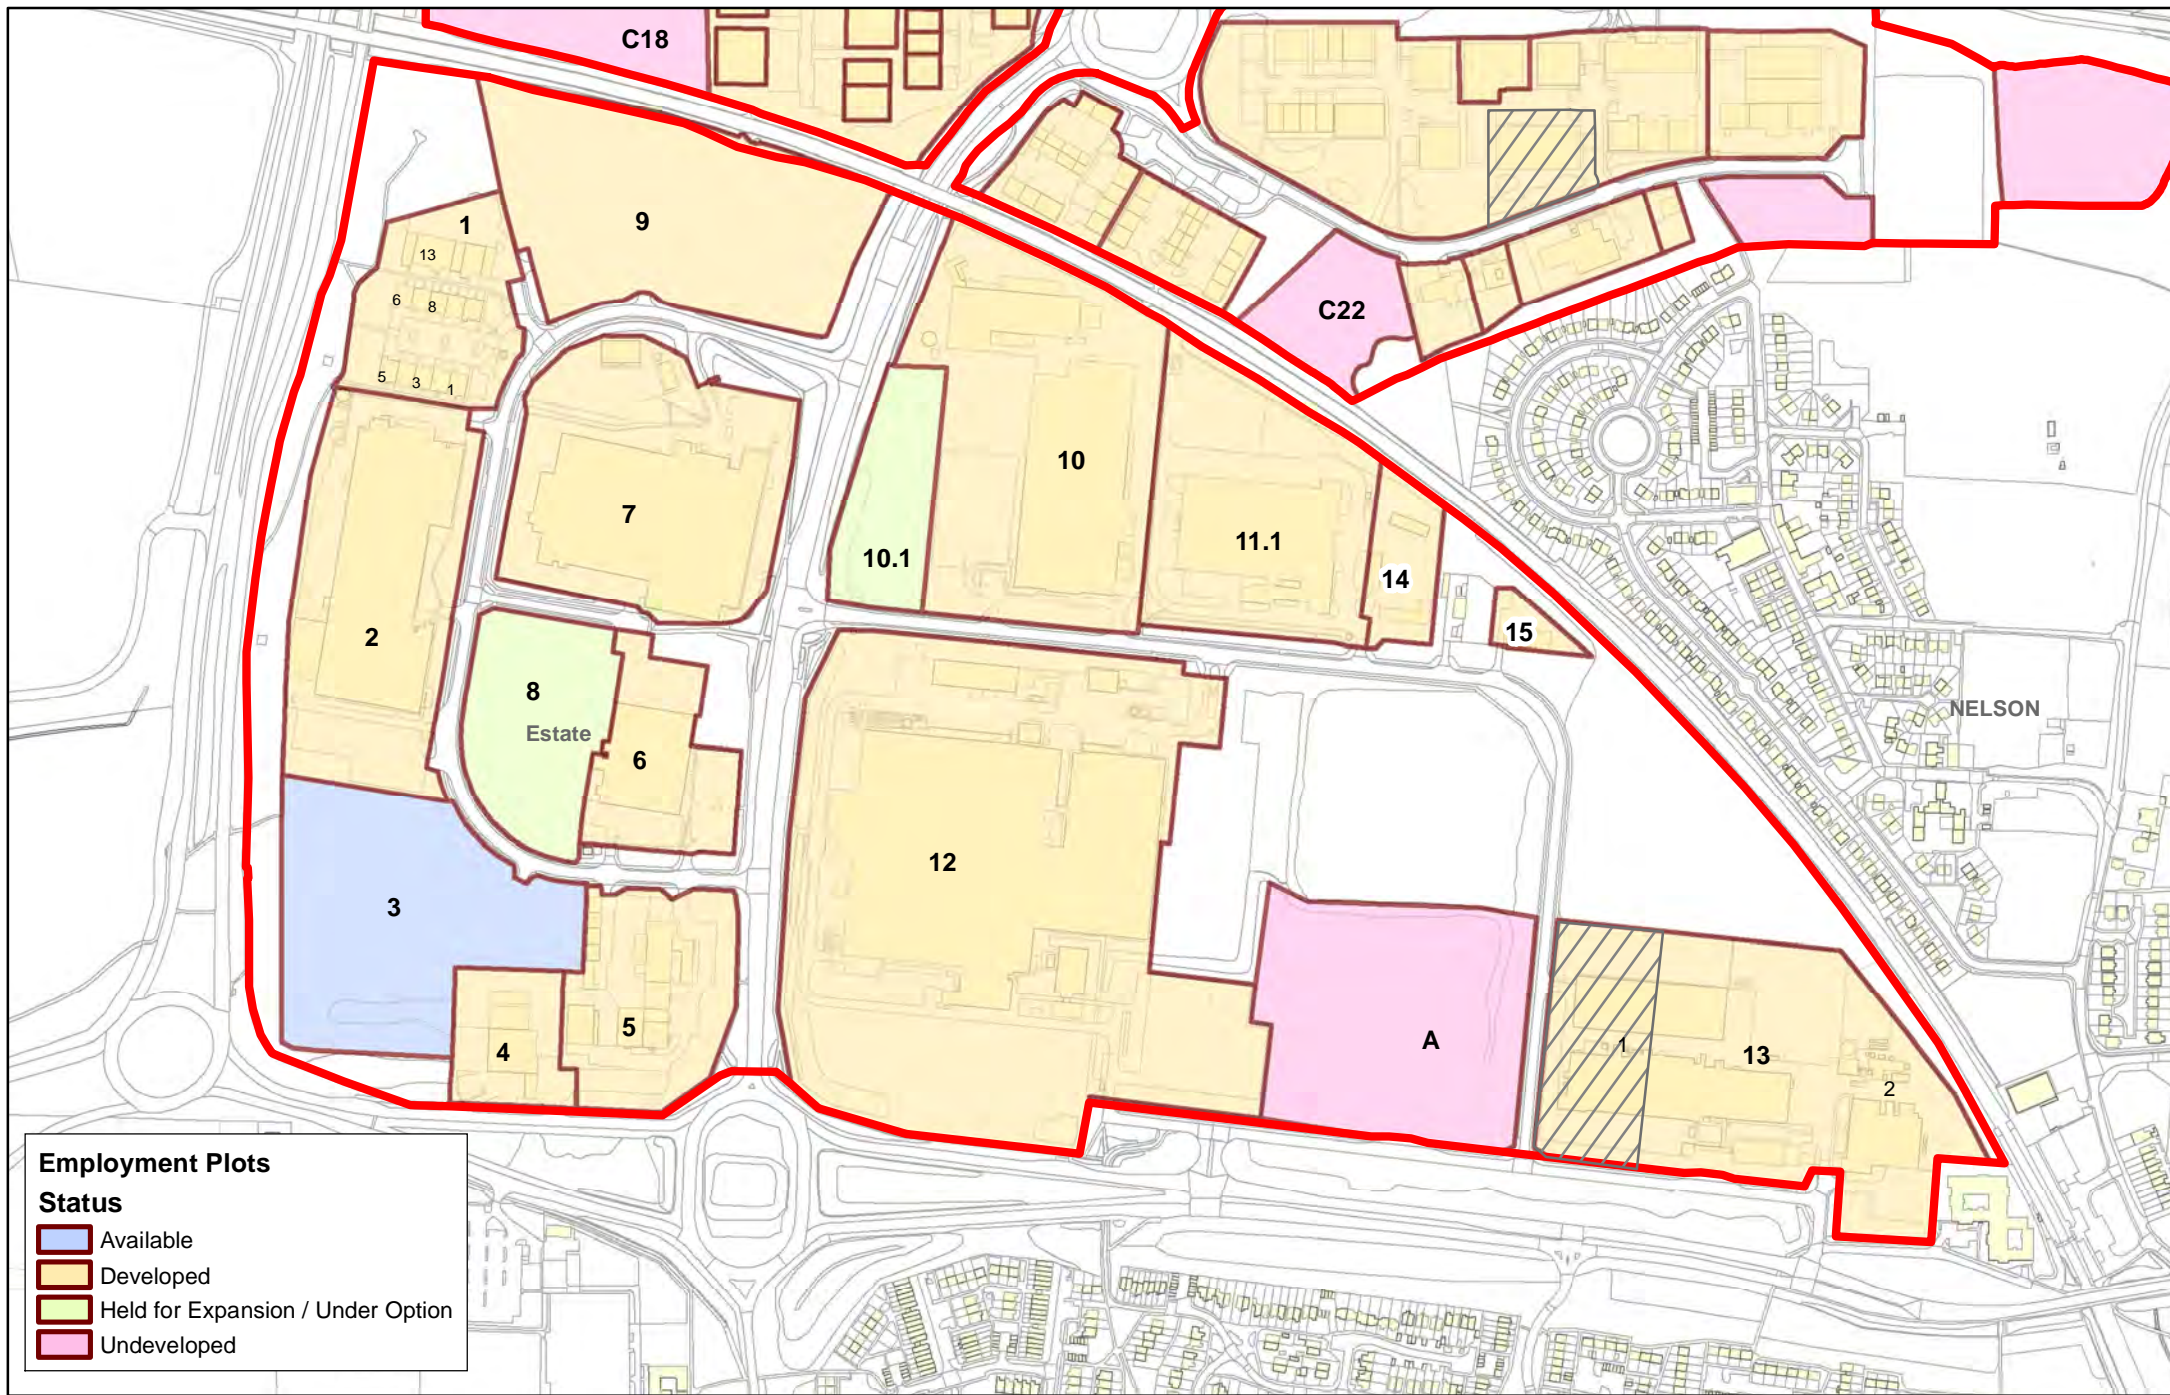 C18
1
9
13
6
8
C22
5
3
1
10
7
11.1
10.1
14
2
15
8
Estate
NELSON
6
12
3
A
4
5
1
13
2
Employment Plots
Status
Available
Developed
Held for Expansion / Under Option
Undeveloped